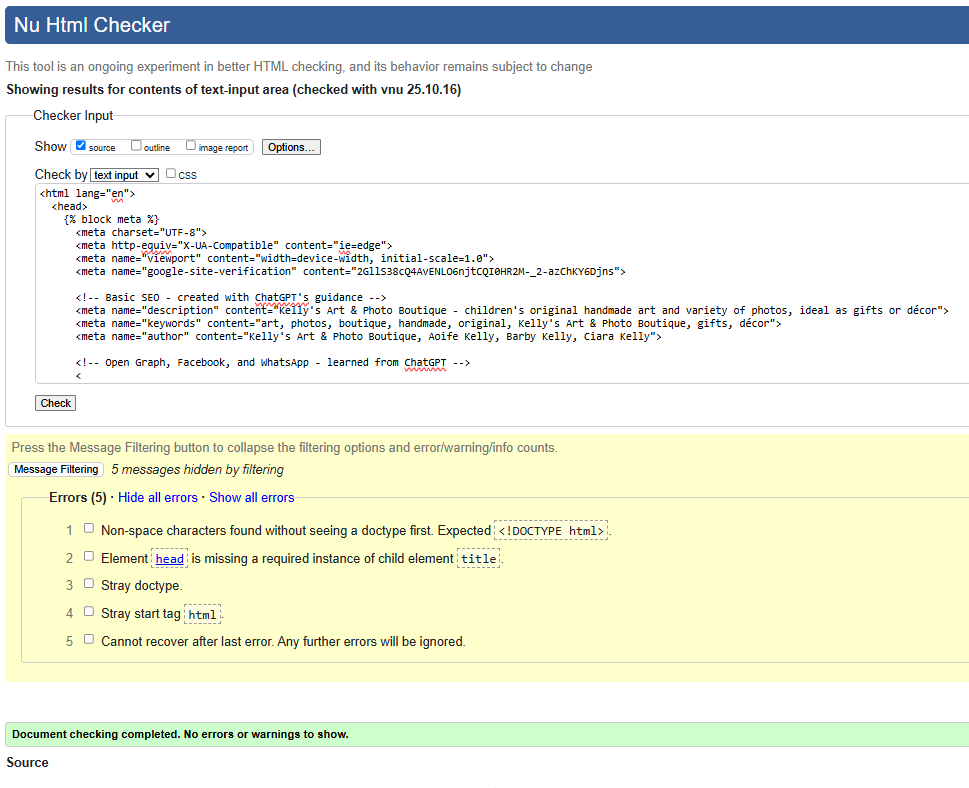 Nu Html Checker
This tool is an ongoing experiment in better HTML checking, and its behavior remains subject to change
Showing results for contents of text-input area (checked with vnu 25.10.16)
Checker Input
Show source outline image report Options...
Check by text input css
<html lang="en">
<head>
{% block meta %}
<meta charset="UTF-8">
<meta http-equiv="X-UA-Compatible" content="ie=edge">
<meta name="viewport" content="width=device-width, initial-scale=1.0">
<meta name="google-site-verification" content="2GllS38cQ4AvENLO6njtCQI0HR2M-_2-azChKY6Djns">
<!-- Basic SEO - created with ChatGPT's guidance -->
<meta name="description" content="Kelly's Art & Photo Boutique - children's original handmade art and variety of photos, ideal as gifts or décor">
<meta name="keywords" content="art, photos, boutique, handmade, original, Kelly's Art & Photo Boutique, gifts, décor">
<meta name="author" content="Kelly's Art & Photo Boutique, Aoife Kelly, Barby Kelly, Ciara Kelly">
<!-- Open Graph, Facebook, and WhatsApp - learned from ChatGPT -->
<
Check
Press the Message Filtering button to collapse the filtering options and error/warning/info counts.
Message Filtering 5 messages hidden by filtering
Errors (5) · Hide all errors · Show all errors
1 Non-space characters found without seeing a doctype first. Expected <!DOCTYPE html>.
2 Element head is missing a required instance of child element title.
3 Stray doctype.
4 Stray start tag html.
5 Cannot recover after last error. Any further errors will be ignored.
Document checking completed. No errors or warnings to show.
Source